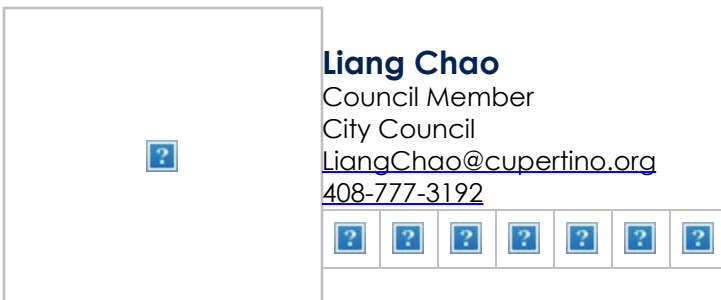 Liang Chao
Council Member
City Council
LiangChao@cupertino.org
408-777-3192